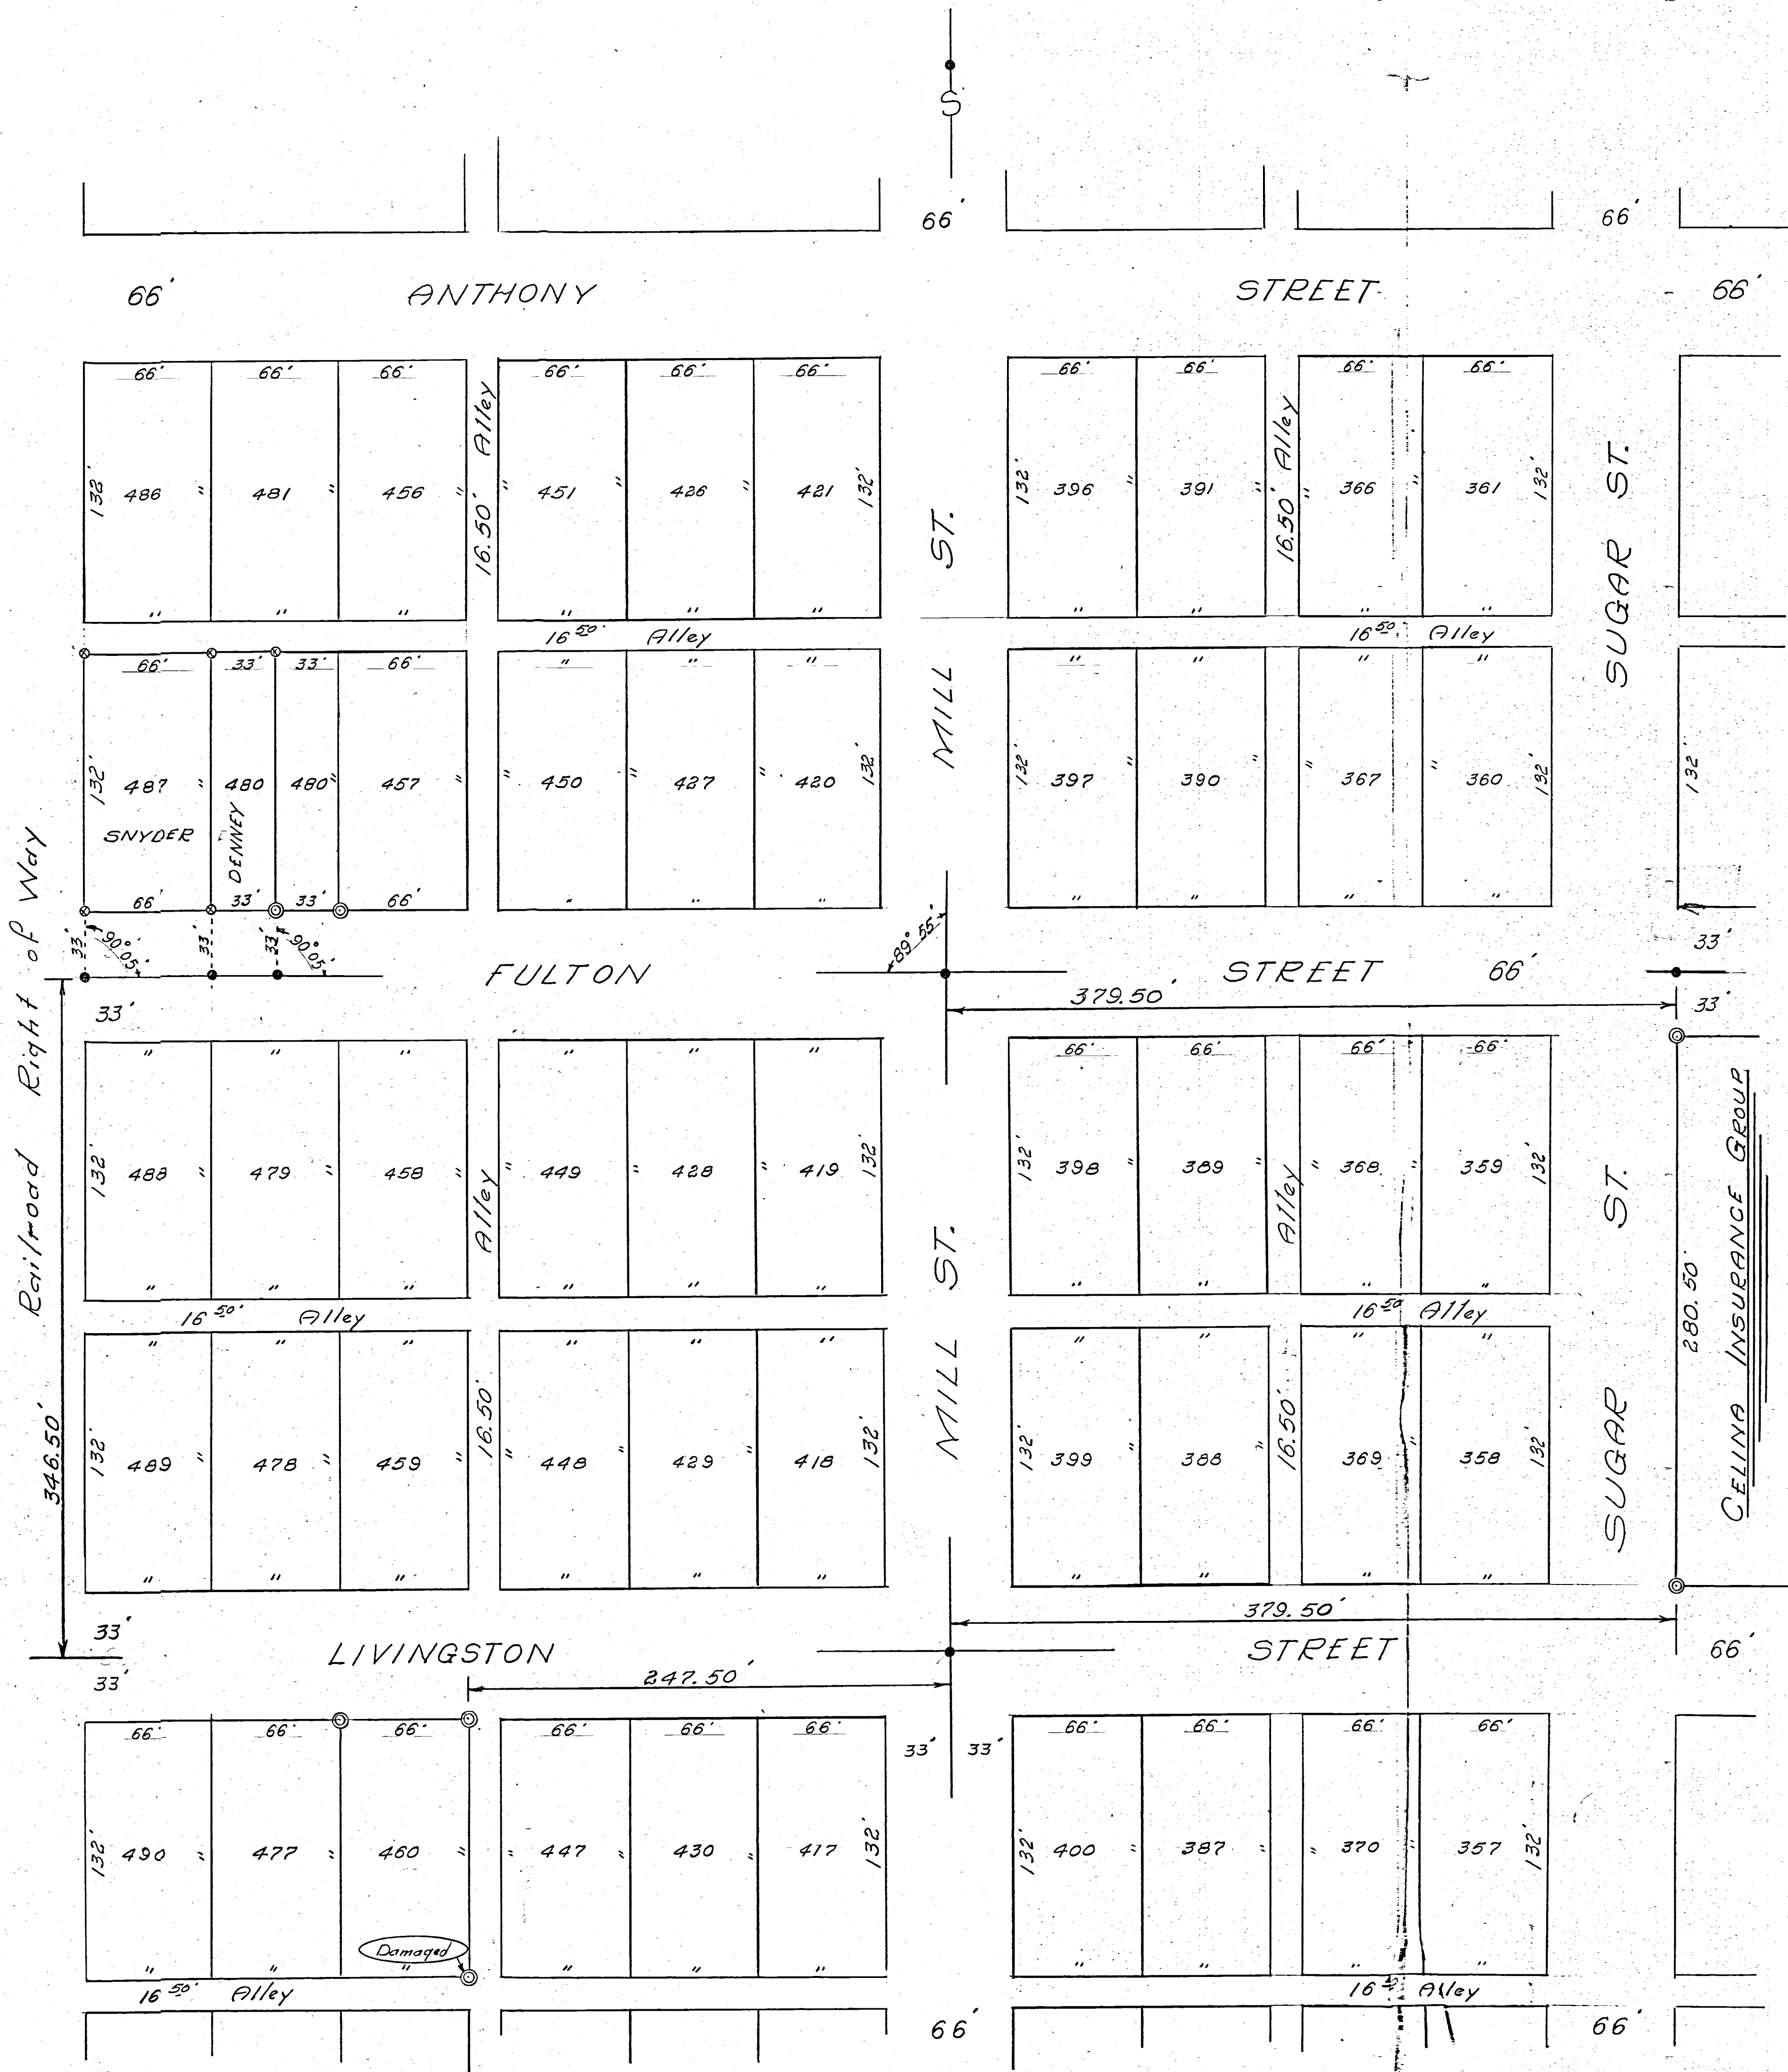 S
66' 66'
66' ANTHONY STREET 66'
66' 66' 66' 66' 66' 66' 66' 66' 66' 66'
16.50' Alley 16.50' Alley
132' 486 " 481 " 456 " " 451 " 426 " 421 132' 132' 396 " 391 " " 366 " 361 132'
MILL ST. SUGAR ST.
" " " " " " " " " "
16 50' Alley 16 50' Alley
66' 33' 33' 66' " " " " " " "
132' 487 " 480 480 " 457 " " 450 " 427 " 420 132' 132' 397 " 390 " " 367 " 360 132' 132'
SNYDER DENNEY
66' 33' 33' 66' " " " " " " "
33' 90° 05' 33' 33' 90° 05' 89° 55' 33'
Railroad Right of Way
FULTON STREET 66'
379.50' 33'
33'
" " " " " " 66' 66' 66' 66'
132' 488 " 479 " 458 " " 449 " 428 " 419 132' 132' 398 " 389 " " 368 " 359 132'
Alley Alley
MILL ST. SUGAR ST.
280.50' CELINA INSURANCE GROUP
" " " " " " " " " "
16 50' Alley 16 50' Alley
" " " " " " " " " "
346.50'
132' 489 " 478 " 459 " 16.50' " 448 " 429 " 418 132' 132' 399 " 388 " 16.50' 369 " 358 132'
" " " " " " " " " "
379.50'
33' LIVINGSTON STREET 66'
33' 247.50'
66' 66' 66' 66' 66' 66' 33' 33' 66' 66' 66' 66'
132' 490 " 477 " 460 " " 447 " 430 " 417 132' 132' 400 " 387 " " 370 " 357 132'
Damaged
" " " " " " " " " "
16 50' Alley 16 50' Alley
66' 66'